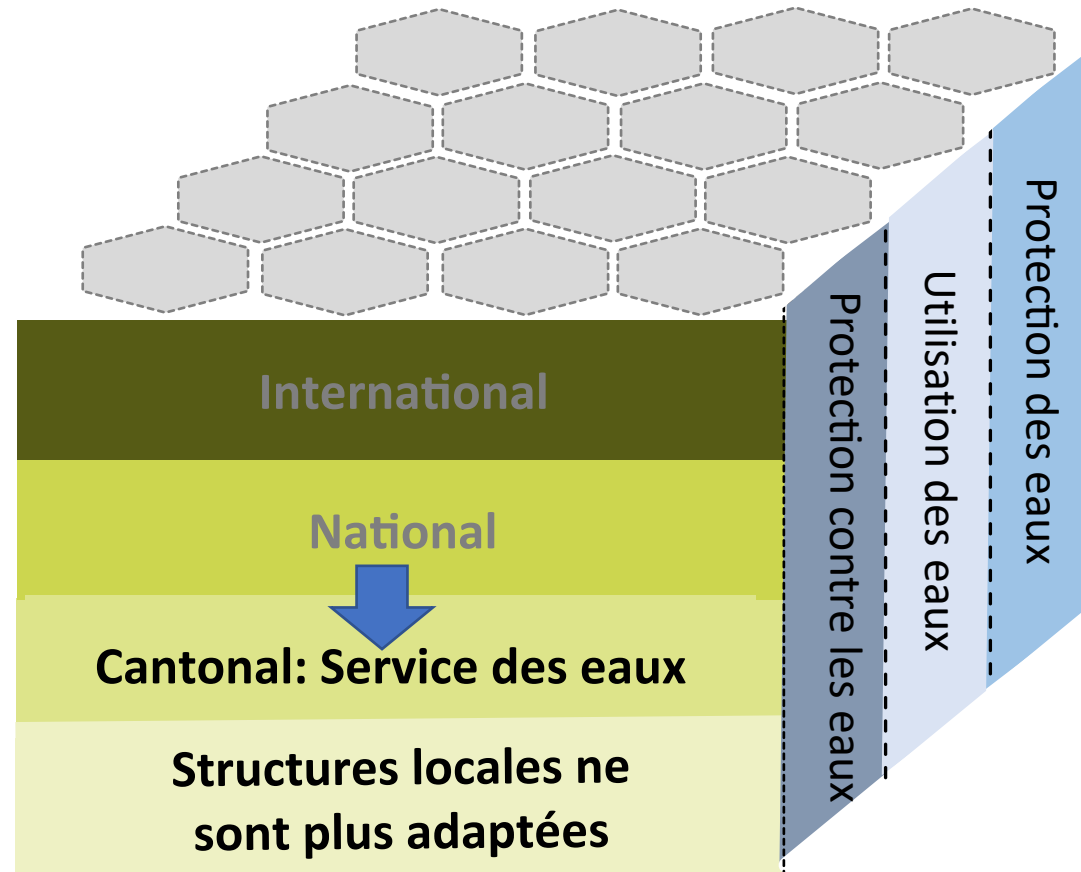 International
National
Cantonal: Service des eaux
Structures locales ne
sont plus adaptées
Protection contre les eaux
Utilisation des eaux
Protection des eaux